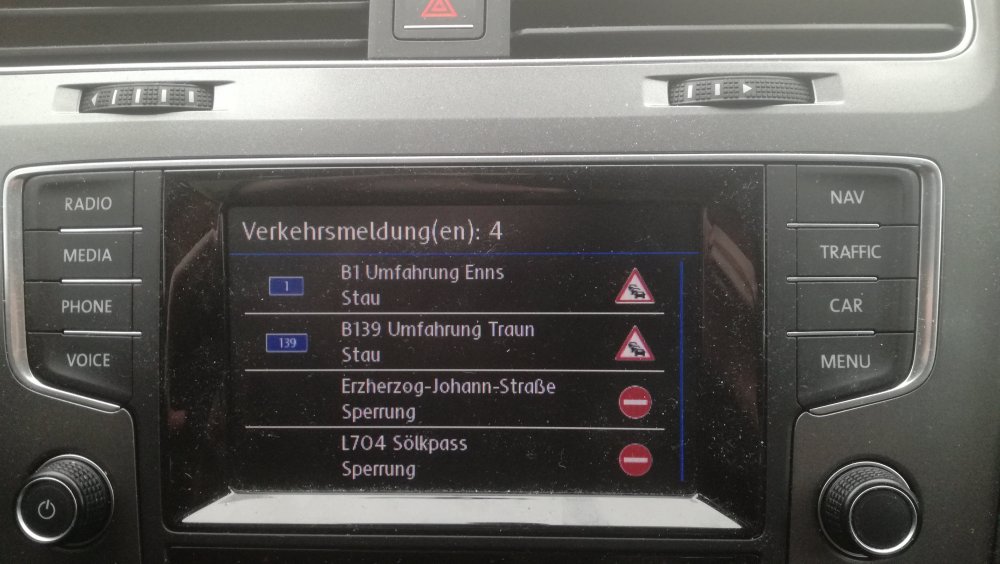 RADIO
MEDIA
PHONE
VOICE
Verkehrsmeldung(en): 4
1
B1 Umfahrung Enns
Stau
139
B139 Umfahrung Traun
Stau
Erzherzog-Johann-Straße
Sperrung
L704 Sölkpass
Sperrung
NAV
TRAFFIC
CAR
MENU